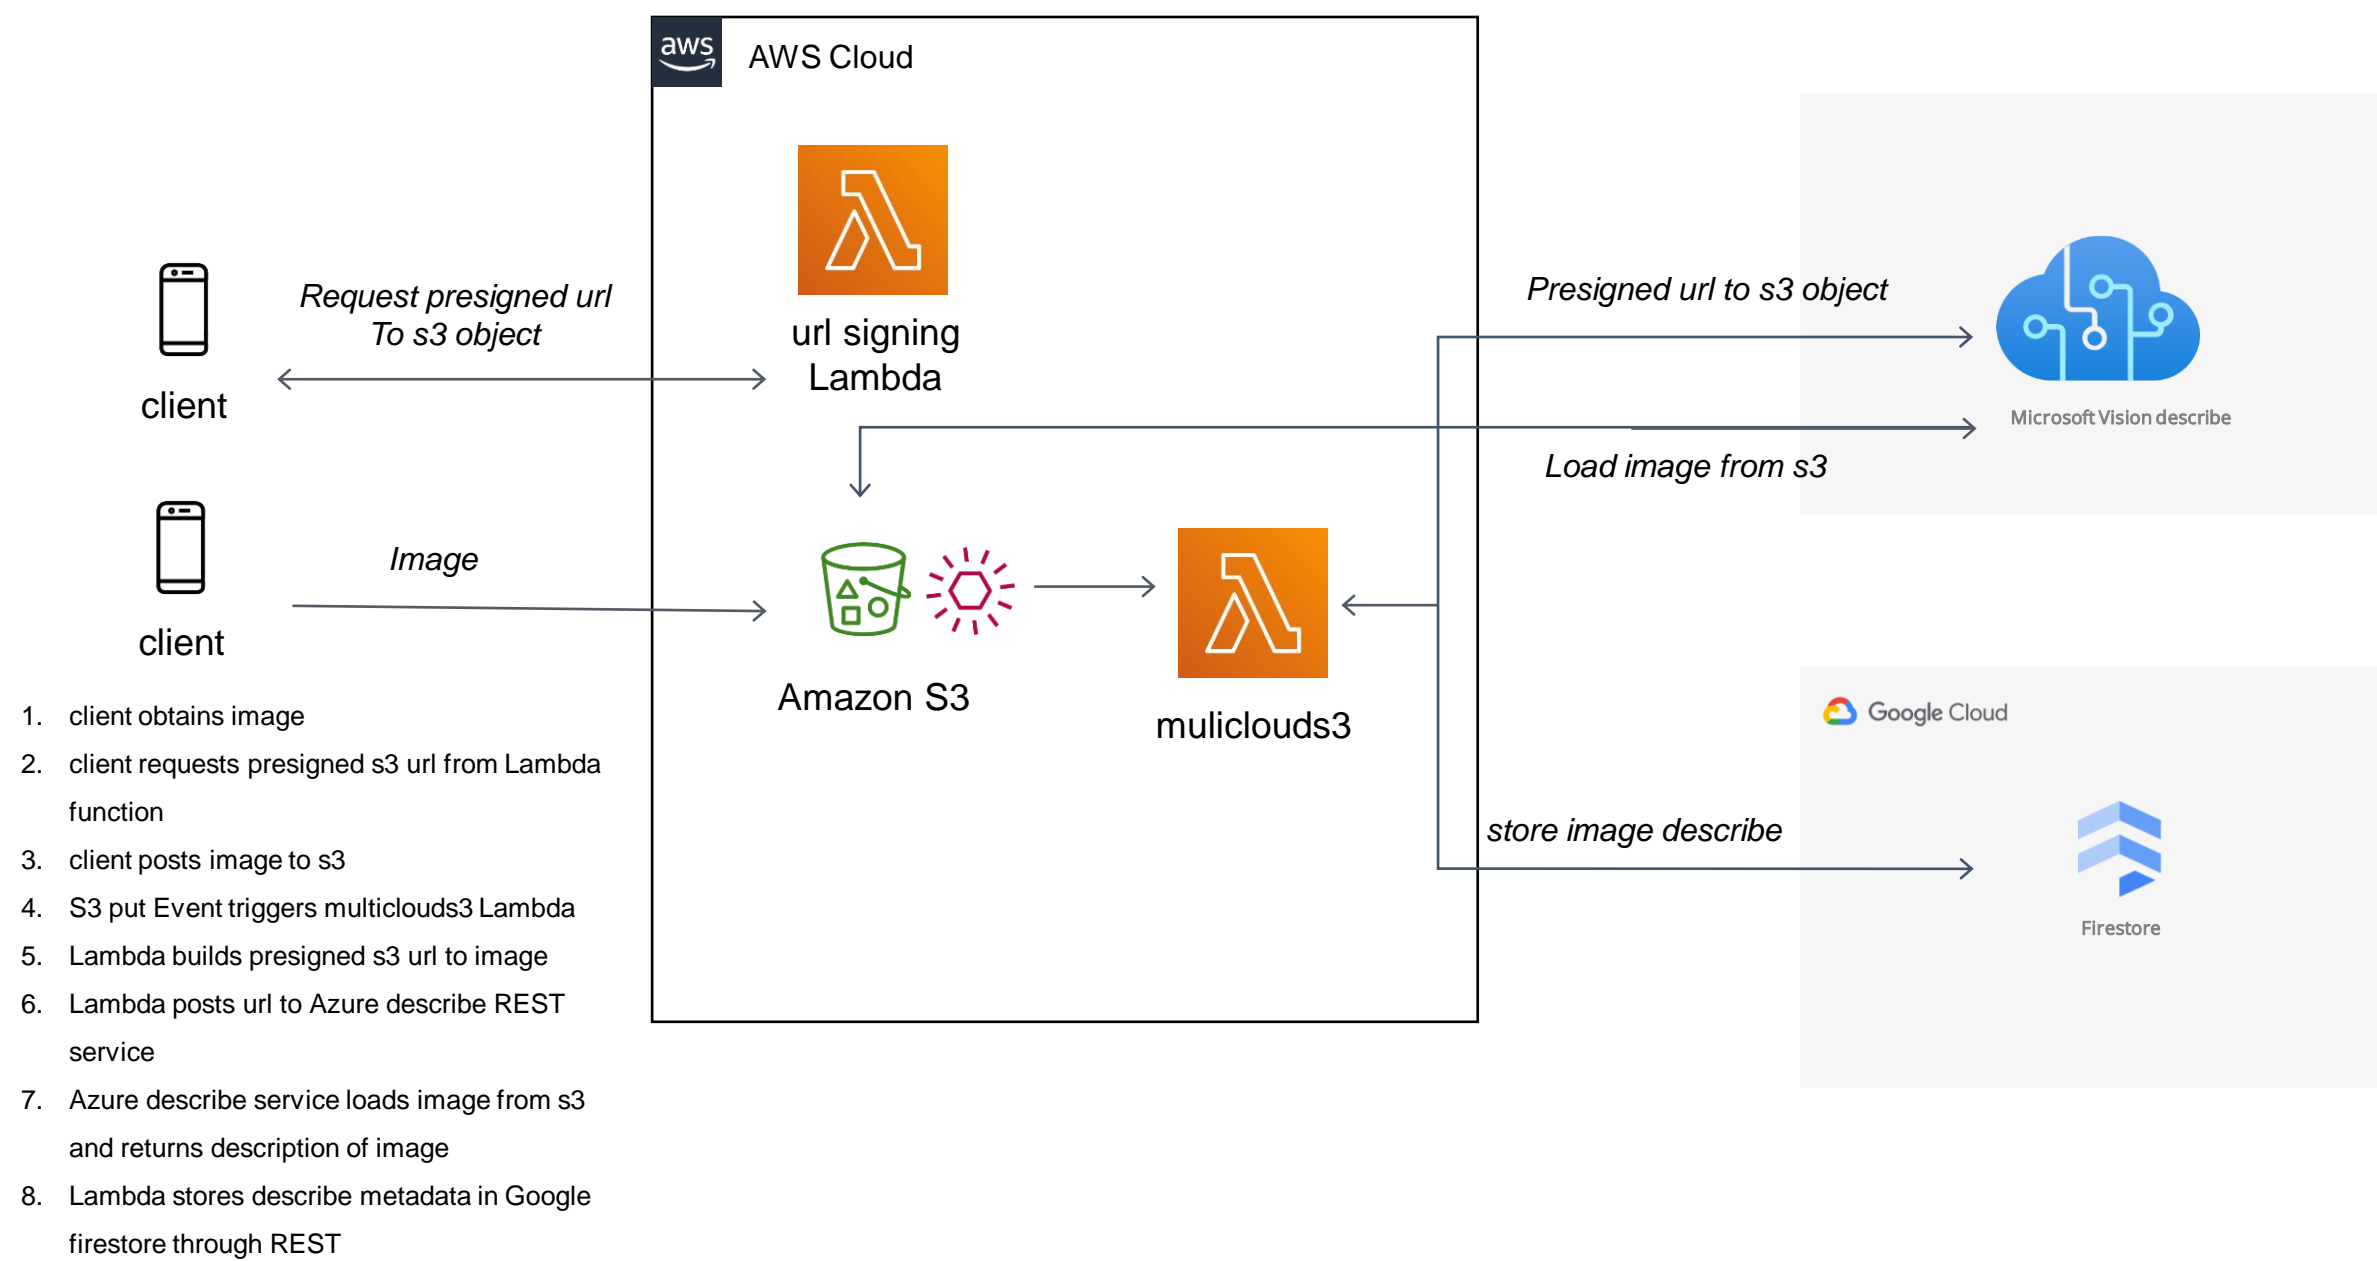 aws
AWS Cloud
Request presigned url
To s3 object
url signing
Lambda
client
Presigned url to s3 object
Microsoft Vision describe
Load image from s3
Image
client
Amazon S3
muliclouds3
Google Cloud
store image describe
Firestore
1. client obtains image
2. client requests presigned s3 url from Lambda
function
3. client posts image to s3
4. S3 put Event triggers multiclouds3 Lambda
5. Lambda builds presigned s3 url to image
6. Lambda posts url to Azure describe REST
service
7. Azure describe service loads image from s3
and returns description of image
8. Lambda stores describe metadata in Google
firestore through REST